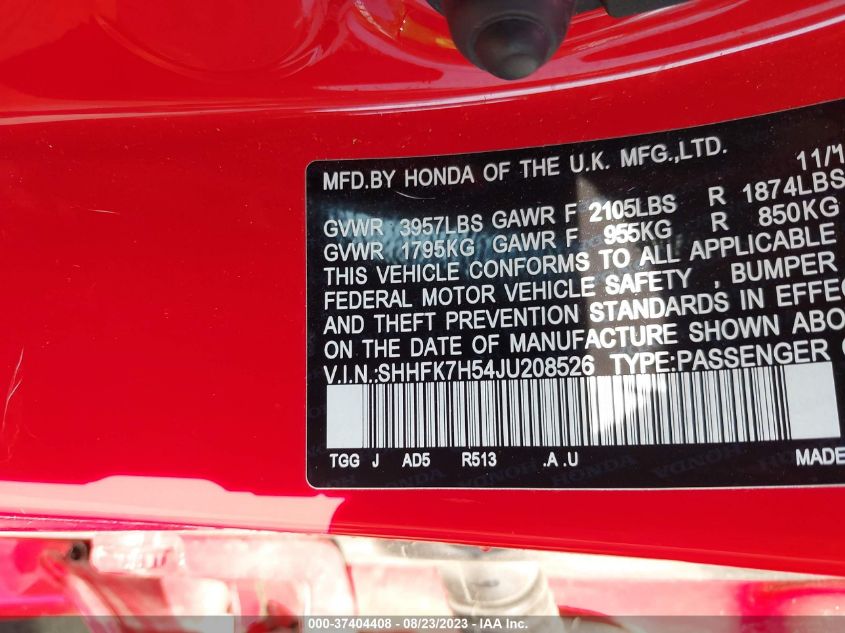 MFD.BY HONDA OF THE U.K. MFG.,LTD. 11/1
GVWR 3957LBS GAWR F 2105LBS R 1874LBS
GVWR 1795KG GAWR F 955KG R 850KG
THIS VEHICLE CONFORMS TO ALL APPLICABLE
FEDERAL MOTOR VEHICLE SAFETY , BUMPER
AND THEFT PREVENTION STANDARDS IN EFFEC
ON THE DATE OF MANUFACTURE SHOWN ABO
V.I.N.:SHHFK7H54JU208526 TYPE:PASSENGER
TGG J AD5 R513 .A .U MADE
HONDA HONDA HONDA
000-37404408 - 08/23/2023 - IAA Inc.